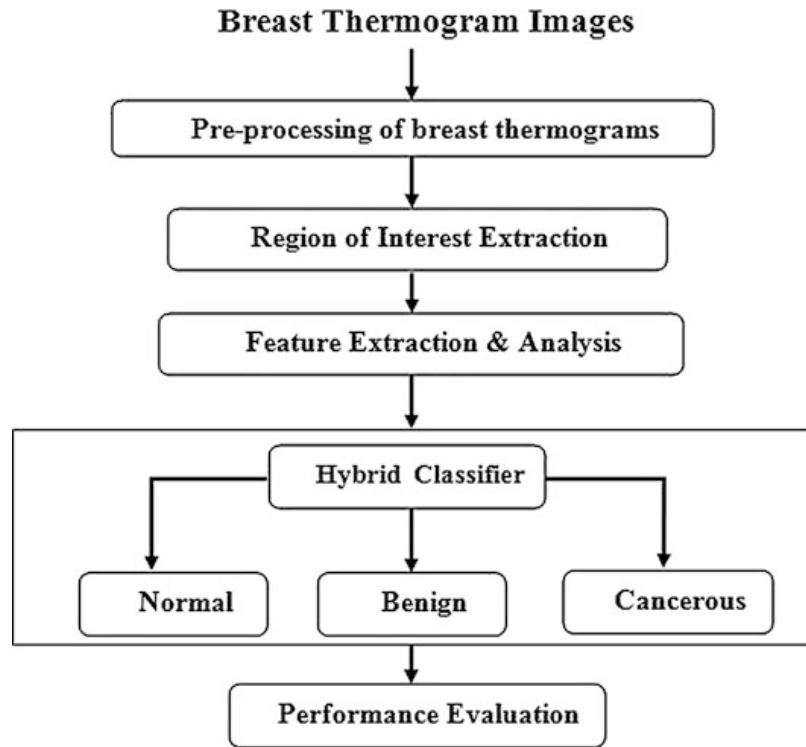 Breast Thermogram Images
Pre-processing of breast thermograms
Region of Interest Extraction
Feature Extraction & Analysis
Hybrid Classifier
Normal
Benign
Cancerous
Performance Evaluation